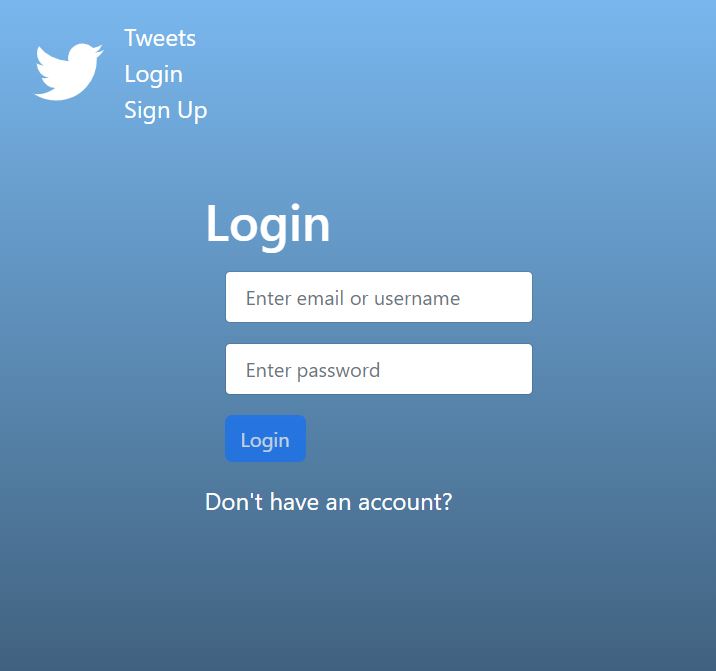 Tweets
Login
Sign Up
Login
Enter email or username
Enter password
Login
Don't have an account?